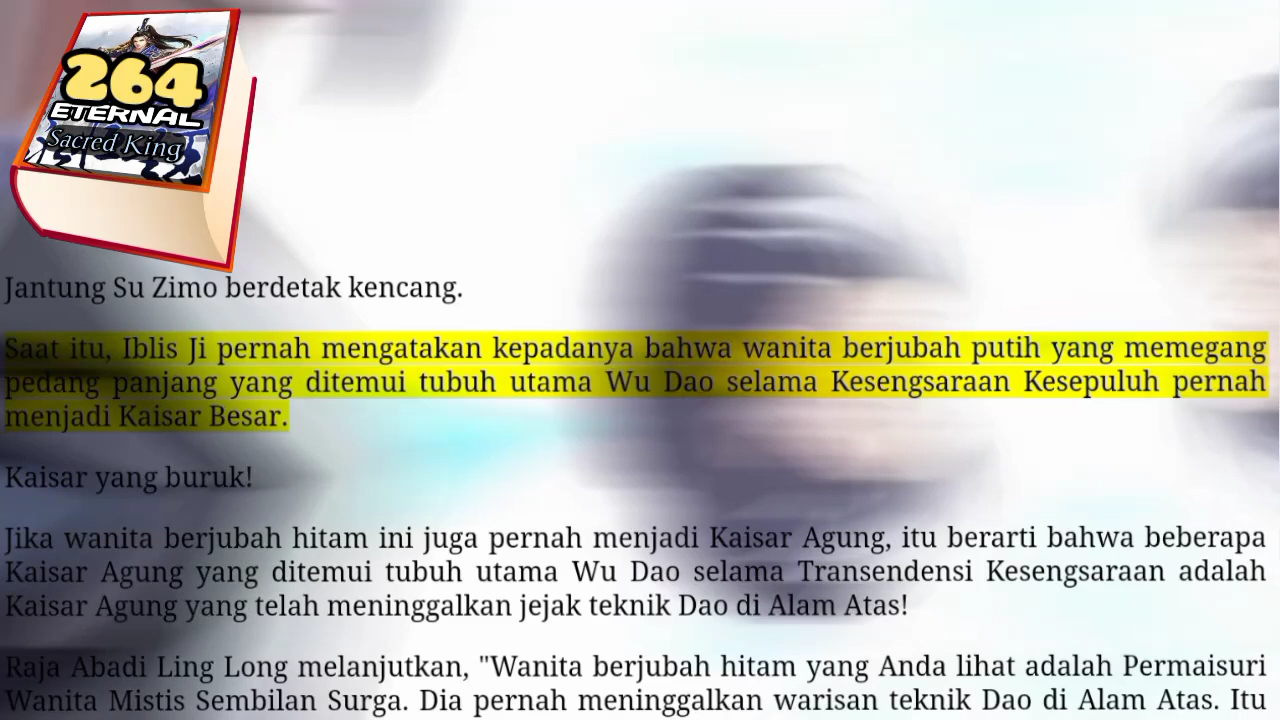 264
ETERNAL
Sacred King
Jantung Su Zimo berdetak kencang.
Saat itu, Iblis Ji pernah mengatakan kepadanya bahwa wanita berjubah putih yang memegang
pedang panjang yang ditemui tubuh utama Wu Dao selama Kesengsaraan Kesepuluh pernah
menjadi Kaisar Besar.
Kaisar yang buruk!
Jika wanita berjubah hitam ini juga pernah menjadi Kaisar Agung, itu berarti bahwa beberapa
Kaisar Agung yang ditemui tubuh utama Wu Dao selama Transendensi Kesengsaraan adalah
Kaisar Agung yang telah meninggalkan jejak teknik Dao di Alam Atas!
Raja Abadi Ling Long melanjutkan, "Wanita berjubah hitam yang Anda lihat adalah Permaisuri
Wanita Mistis Sembilan Surga. Dia pernah meninggalkan warisan teknik Dao di Alam Atas. Itu